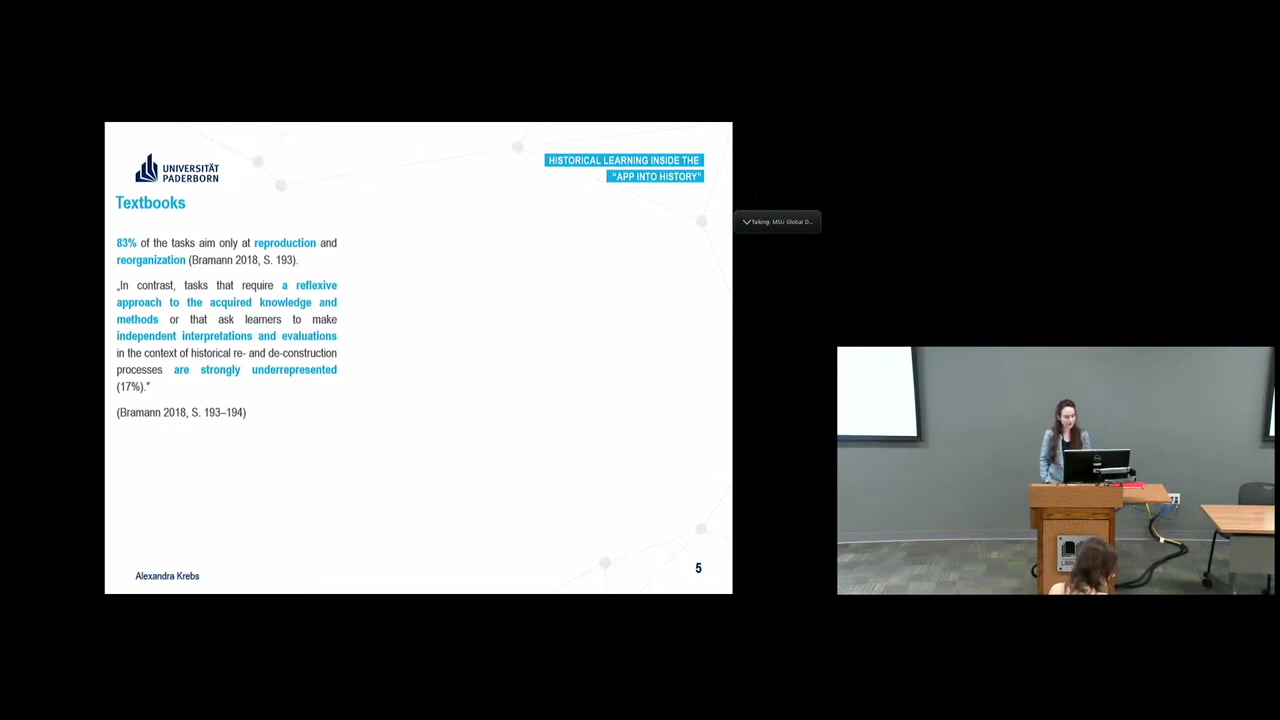 UNIVERSITÄT
PADERBORN
HISTORICAL LEARNING INSIDE THE
"APP INTO HISTORY"
Textbooks
83% of the tasks aim only at reproduction and
reorganization (Bramann 2018, S. 193).
„In contrast, tasks that require a reflexive
approach to the acquired knowledge and
methods or that ask learners to make
independent interpretations and evaluations
in the context of historical re- and de-construction
processes are strongly underrepresented
(17%)."
(Bramann 2018, S. 193–194)
Alexandra Krebs
5
Talking: MSU Global D...